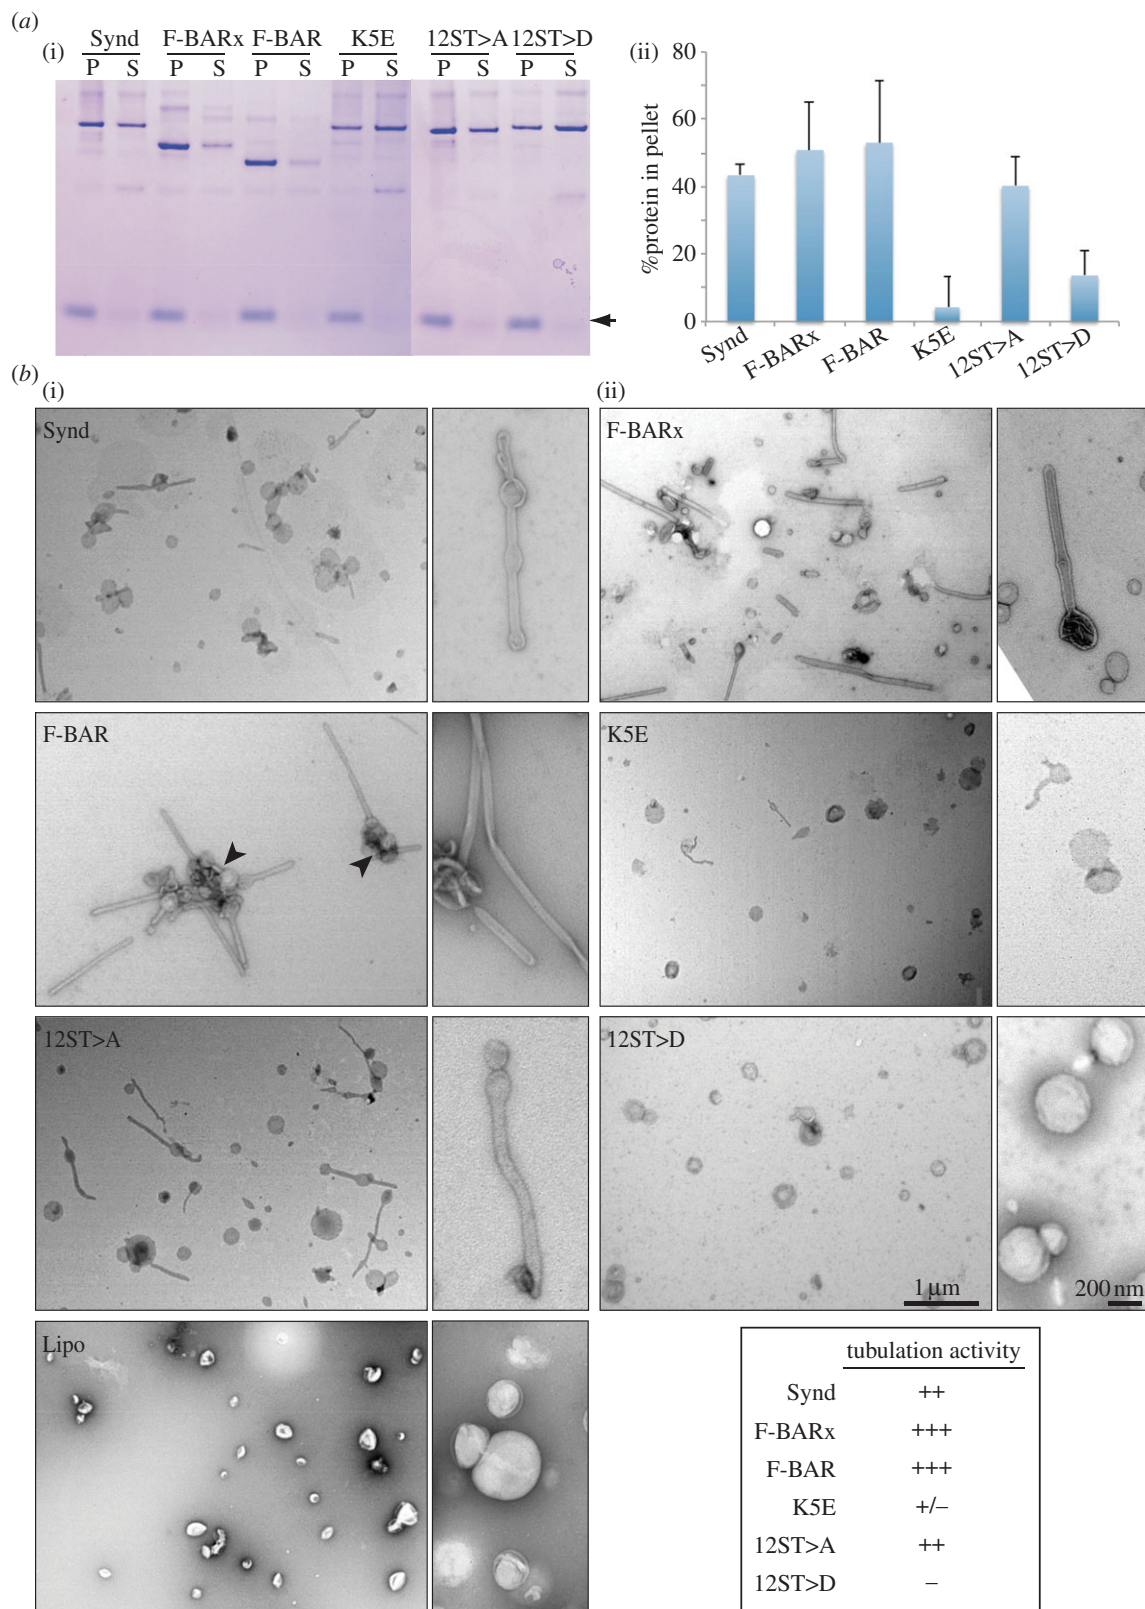 (a)
(i)
Synd F-BARx F-BAR K5E 12ST>A 12ST>D
P S P S P S P S P S P S
(ii)
%protein in pellet
80
60
40
20
0
Synd F-BARx F-BAR K5E 12ST>A 12ST>D
(b)
(i)
(ii)
Synd
F-BARx
F-BAR
K5E
12ST>A
12ST>D
1 µm
200 nm
Lipo
tubulation activity
Synd ++
F-BARx +++
F-BAR +++
K5E +/–
12ST>A ++
12ST>D –